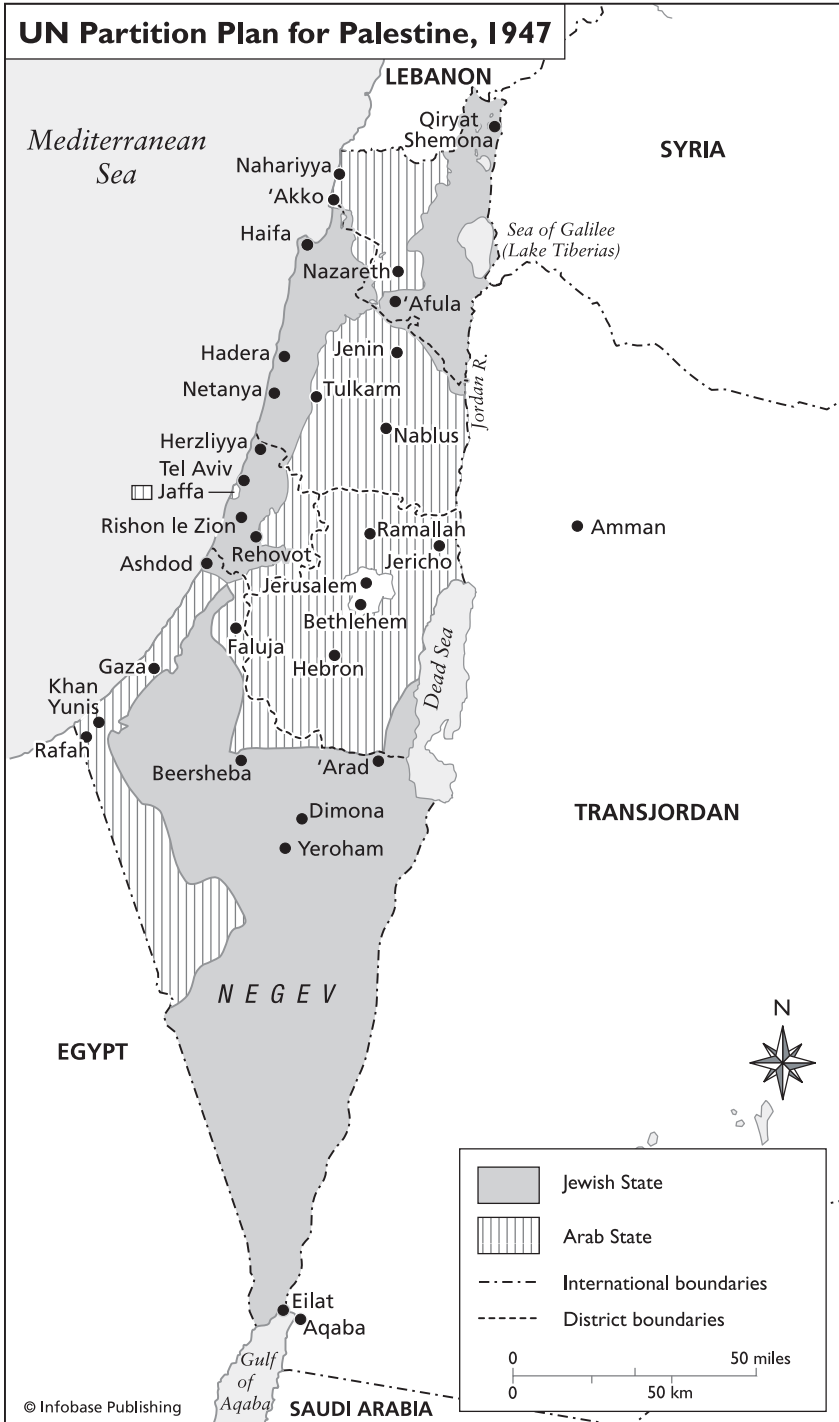 UN Partition Plan for Palestine, 1947
LEBANON
Qiryat
Shemona
Mediterranean
Sea
SYRIA
Nahariyya
‘Akko
Haifa
Sea of Galilee
(Lake Tiberias)
Nazareth
‘Afula
Hadera
Jenin
Netanya
Tulkarm
Jordan R.
Nablus
Herzliyya
Tel Aviv
Jaffa
Rishon le Zion
Ramallah
Amman
Rehovot
Jericho
Ashdod
Jerusalem
Bethlehem
Faluja
Hebron
Dead Sea
Gaza
Khan
Yunis
Rafah
Beersheba
‘Arad
Dimona
TRANSJORDAN
Yeroham
NEGEV
N
EGYPT
Jewish State
Arab State
International boundaries
District boundaries
0 50 miles
0 50 km
Eilat
Aqaba
Gulf
of
Aqaba
SAUDI ARABIA
© Infobase Publishing